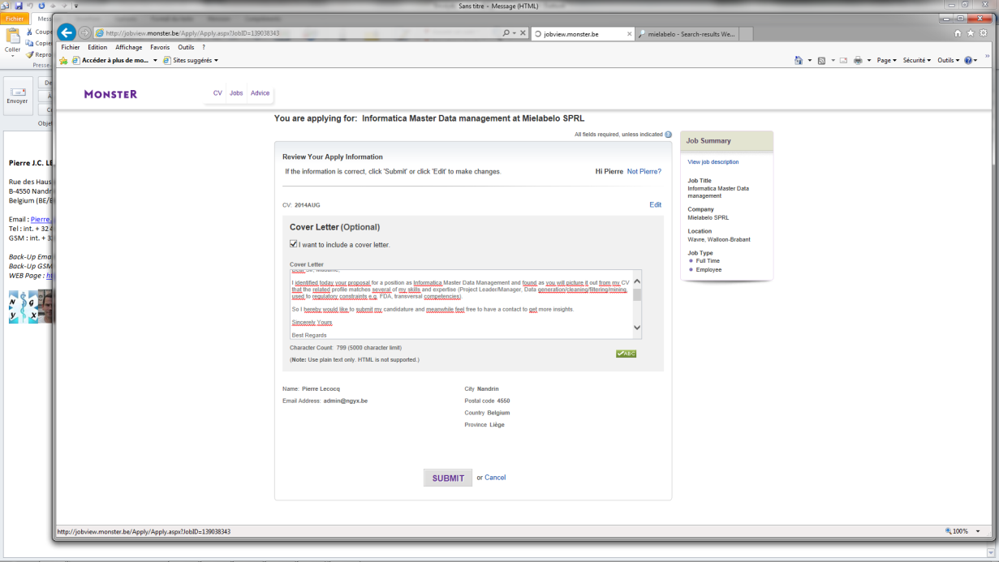 Sans titre - Message (HTML)
Fichier
Mess
Coller
Coupe
Copier
Repro
Presse-
Envoyer
De
À
Objet
Pierre J.C. LE
Rue des Haus
B-4550 Nandr
Belgium (BE/B
Email : Pierre.
Tel : int. + 32 4
GSM : int. + 3
Back-Up Ema
Back-Up GSM
WEB Page : ht
N G
y X
http://jobview.monster.be/Apply/Apply.aspx?JobID=139038343
jobview.monster.be
mielabelo - Search-results We...
Fichier Edition Affichage Favoris Outils ?
Accéder à plus de mo... Sites suggérés
Page Sécurité Outils
MONSTER
CV Jobs Advice
You are applying for: Informatica Master Data management at Mielabelo SPRL
All fields required, unless indicated ?
Review Your Apply Information
If the information is correct, click 'Submit' or click 'Edit' to make changes.
Hi Pierre Not Pierre?
CV: 2014AUG
Edit
Cover Letter (Optional)
I want to include a cover letter.
Cover Letter
Dear Sir, Madame,
I identified today your proposal for a position as Informatica Master Data Management and found as you will picture it out from my CV
that the related profile matches several of my skills and expertise (Project Leader/Manager, Data generation/cleaning/filtering/mining,
used to regulatory constraints e.g. FDA, transversal competencies).
So I hereby would like to submit my candidature and meanwhile feel free to have a contact to get more insights.
Sincerely Yours
Best Regards
Character Count: 799 (5000 character limit)
(Note: Use plain text only. HTML is not supported.)
ABC
Name: Pierre Lecocq
Email Address: admin@ngyx.be
City Nandrin
Postal code 4550
Country Belgium
Province Liège
SUBMIT or Cancel
Job Summary
View job description
Job Title
Informatica Master Data
management
Company
Mielabelo SPRL
Location
Wavre, Walloon-Brabant
Job Type
Full Time
Employee
http://jobview.monster.be/Apply/Apply.aspx?JobID=139038343
100%